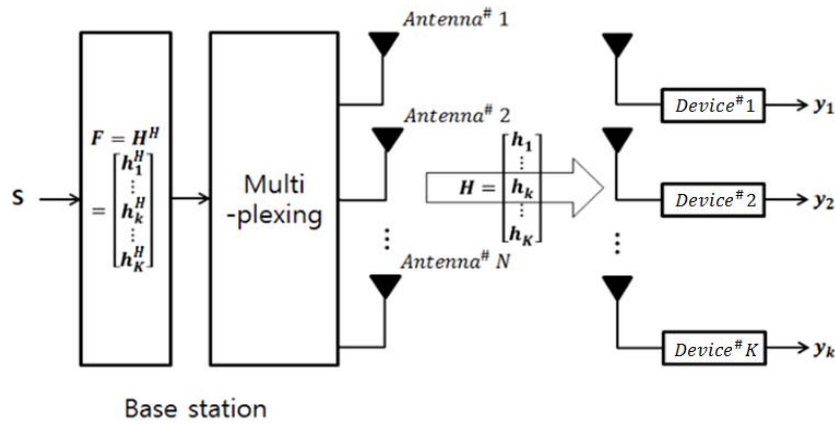 S
F = H^H
= [h_1^H ⋮ h_k^H ⋮ h_K^H]
Multi
-plexing
Antenna# 1
Antenna# 2
⋮
Antenna# N
H = [h_1 ⋮ h_k ⋮ h_K]
Device#1
y_1
Device#2
y_2
⋮
Device#K
y_k
Base station